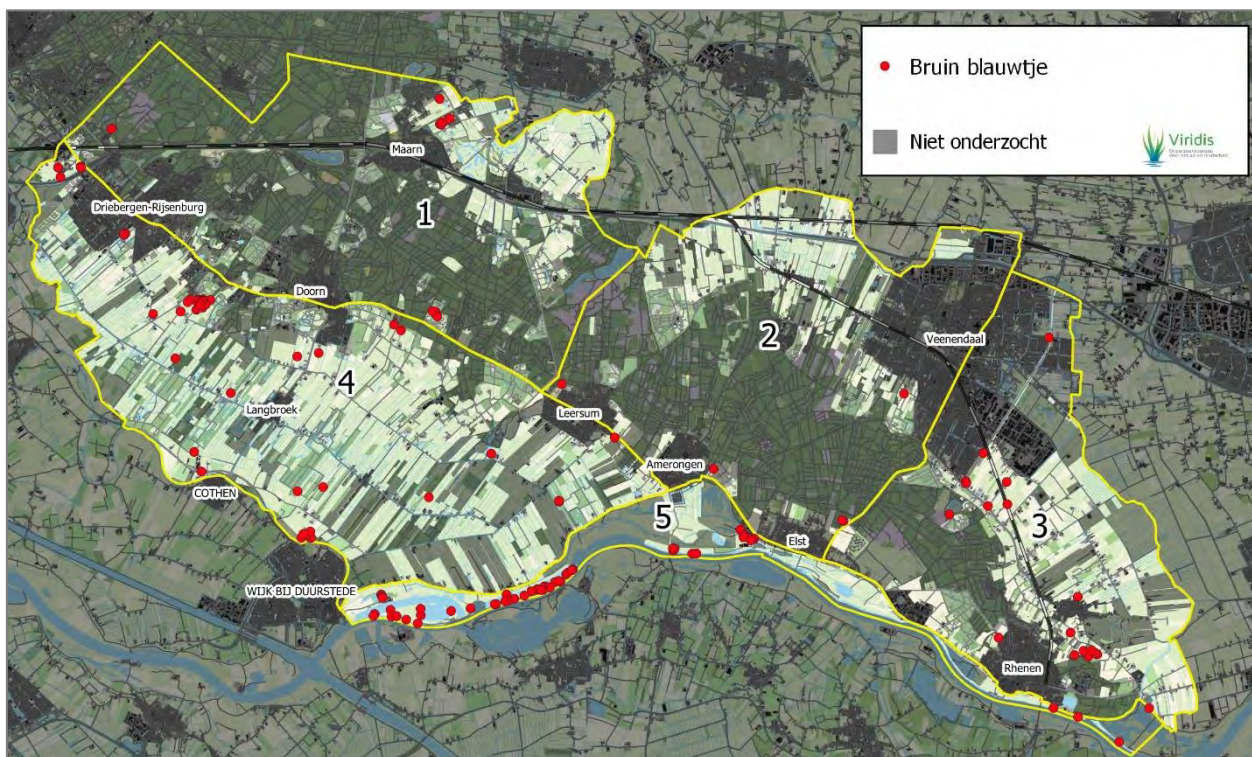 Bruin blauwtje
Niet onderzocht
Viridis
Maarn
Driebergen-Rijsenburg
1
Doorn
2
Veenendaal
4
Langbroek
Leersum
Amerongen
COTHEN
5
Elst
3
WIJK BIJ DUURSTEDE
Rhenen